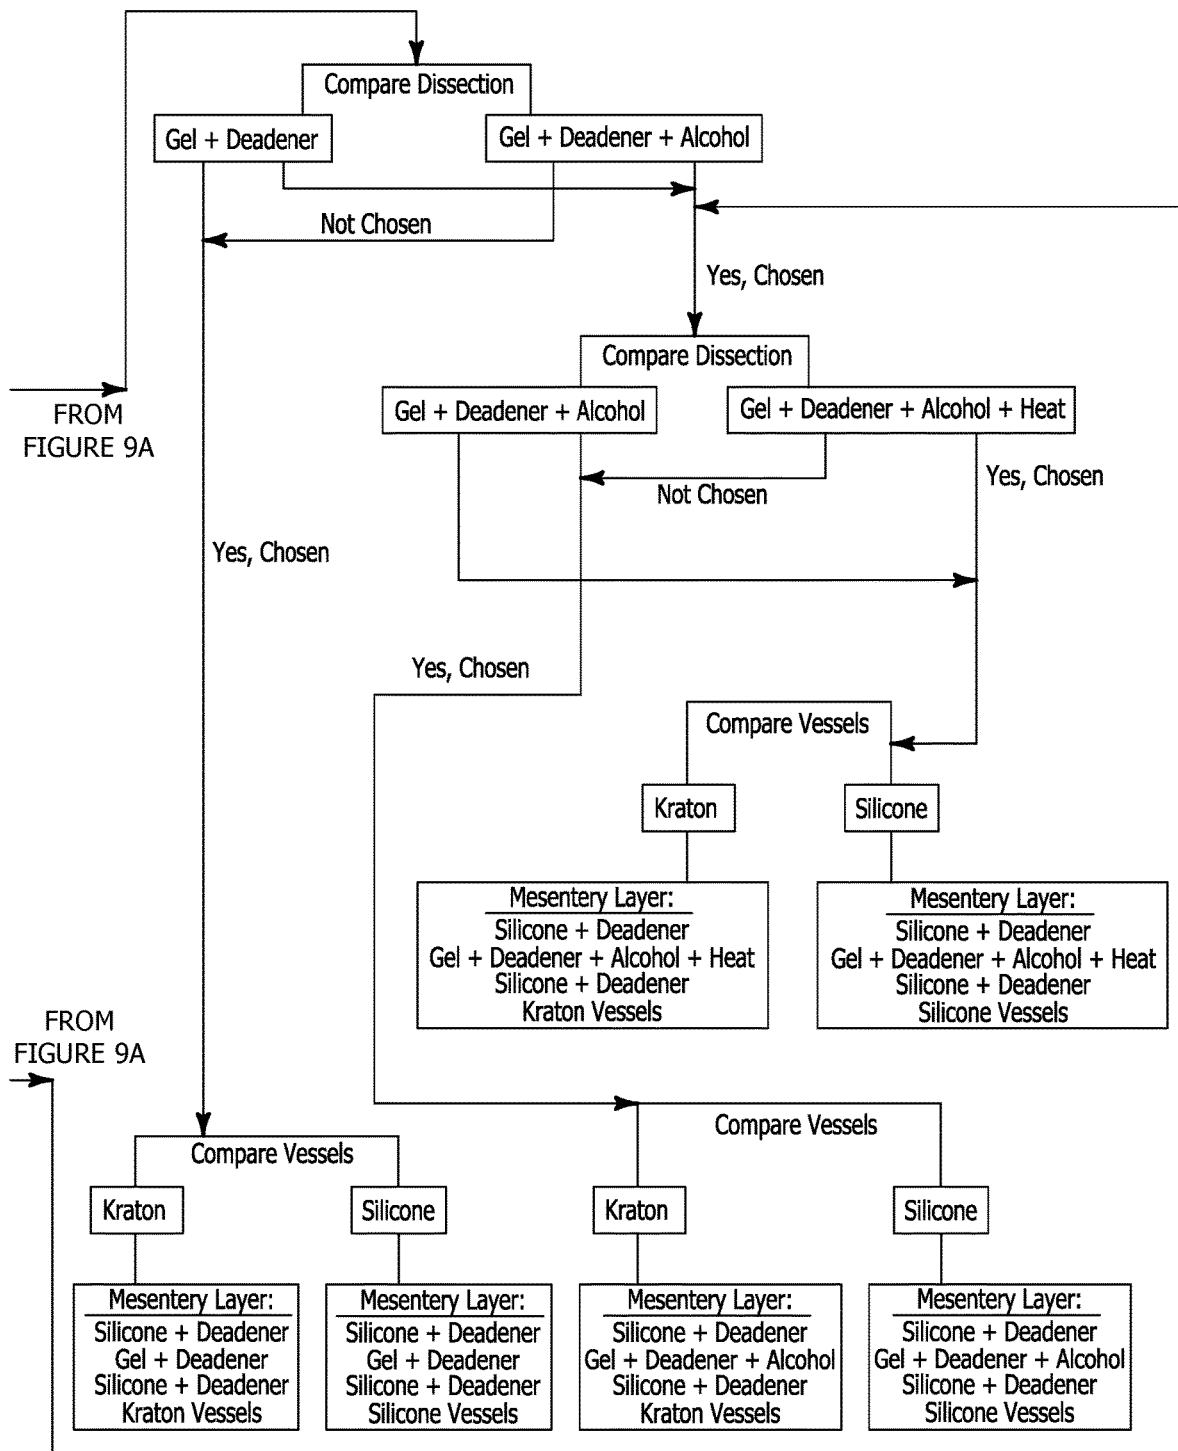 Compare Dissection
Gel + Deadener
Gel + Deadener + Alcohol
Not Chosen
Yes, Chosen
Compare Dissection
FROM
FIGURE 9A
Gel + Deadener + Alcohol
Gel + Deadener + Alcohol + Heat
Not Chosen
Yes, Chosen
Yes, Chosen
Yes, Chosen
Compare Vessels
Kraton
Silicone
Mesentery Layer:
Silicone + Deadener
Gel + Deadener + Alcohol + Heat
Silicone + Deadener
Kraton Vessels
Mesentery Layer:
Silicone + Deadener
Gel + Deadener + Alcohol + Heat
Silicone + Deadener
Silicone Vessels
FROM
FIGURE 9A
Compare Vessels
Compare Vessels
Kraton
Silicone
Kraton
Silicone
Mesentery Layer:
Silicone + Deadener
Gel + Deadener
Silicone + Deadener
Kraton Vessels
Mesentery Layer:
Silicone + Deadener
Gel + Deadener
Silicone + Deadener
Silicone Vessels
Mesentery Layer:
Silicone + Deadener
Gel + Deadener + Alcohol
Silicone + Deadener
Kraton Vessels
Mesentery Layer:
Silicone + Deadener
Gel + Deadener + Alcohol
Silicone + Deadener
Silicone Vessels